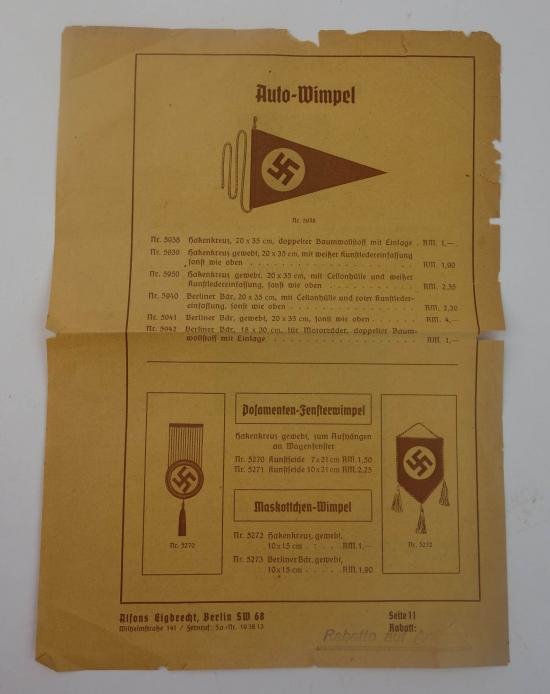 Auto-Wimpel
Nr. 5938
Nr. 5938 Hakenkreuz, 20 x 35 cm, doppelter Baumwollstoff mit Einlage . RM. 1,—
Nr. 5939 Hakenkreuz gewebt, 20 x 35 cm, mit weißer Kunstledereinfassung
sonst wie oben . . . . . . . . . . . . . . . . . . RM. 1,90
Nr. 5950 Hakenkreuz gewebt, 20 x 35 cm, mit Cellonhülle und weißer
Kunstledereinfassung, sonst wie oben . . . . . . . . RM. 2,35
Nr. 5940 Berliner Bär, 20 x 35 cm, mit Cellonhülle und roter Kunstleder-
einfassung, sonst wie oben . . . . . . . . . . . . RM. 2,30
Nr. 5941 Berliner Bär, gewebt, 20 x 35 cm, sonst wie oben . . . . . . RM. 4,—
Nr. 5942 Berliner Bär, 18 x 30 cm, für Motorräder, doppelter Baum-
wollstoff mit Einlage . . . . . . . . . . . . . . RM. 1,—
Posamenten-Fensterwimpel
Hakenkreuz gewebt, zum Aufhängen
an Wagenfenster
Nr. 5270 Kunstseide 7 x 21 cm RM. 1,50
Nr. 5271 Kunstseide 10 x 21 cm RM. 2,25
Maskottchen-Wimpel
Nr. 5272 Hakenkreuz, gewebt,
10 x 15 cm . . . . RM. 1,—
Nr. 5273 Berliner Bär, gewebt,
10 x 15 cm . . . . . RM. 1,90
Nr. 5270
Nr. 5272
Alfons Eigbrecht, Berlin SW 68
Wilhelmstraße 141 / Fernruf: Sa.-Nr. 19 38 13
Seite 11
Rabatt:
Rabatte auf